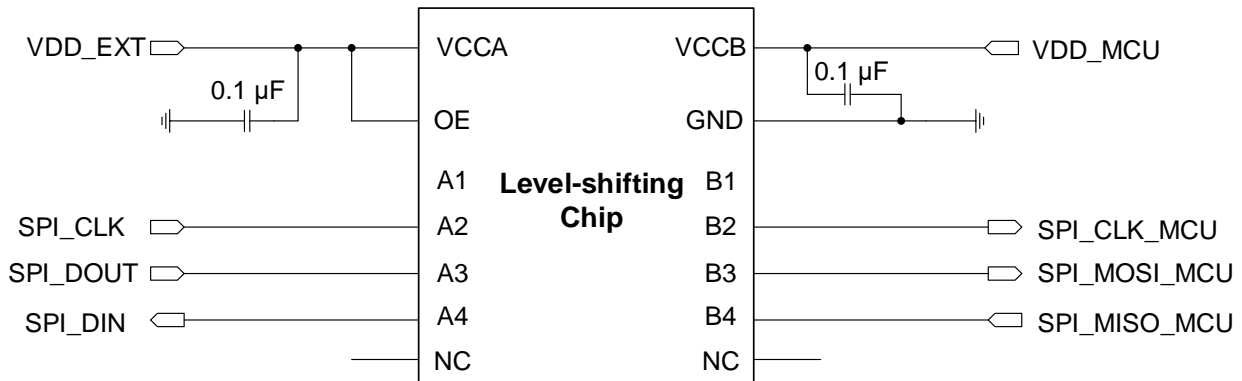 VDD_EXT VCCA VCCB VDD_MCU
0.1 µF 0.1 µF
OE GND
A1 Level-shifting B1
Chip
SPI_CLK A2 B2 SPI_CLK_MCU
SPI_DOUT A3 B3 SPI_MOSI_MCU
SPI_DIN A4 B4 SPI_MISO_MCU
NC NC